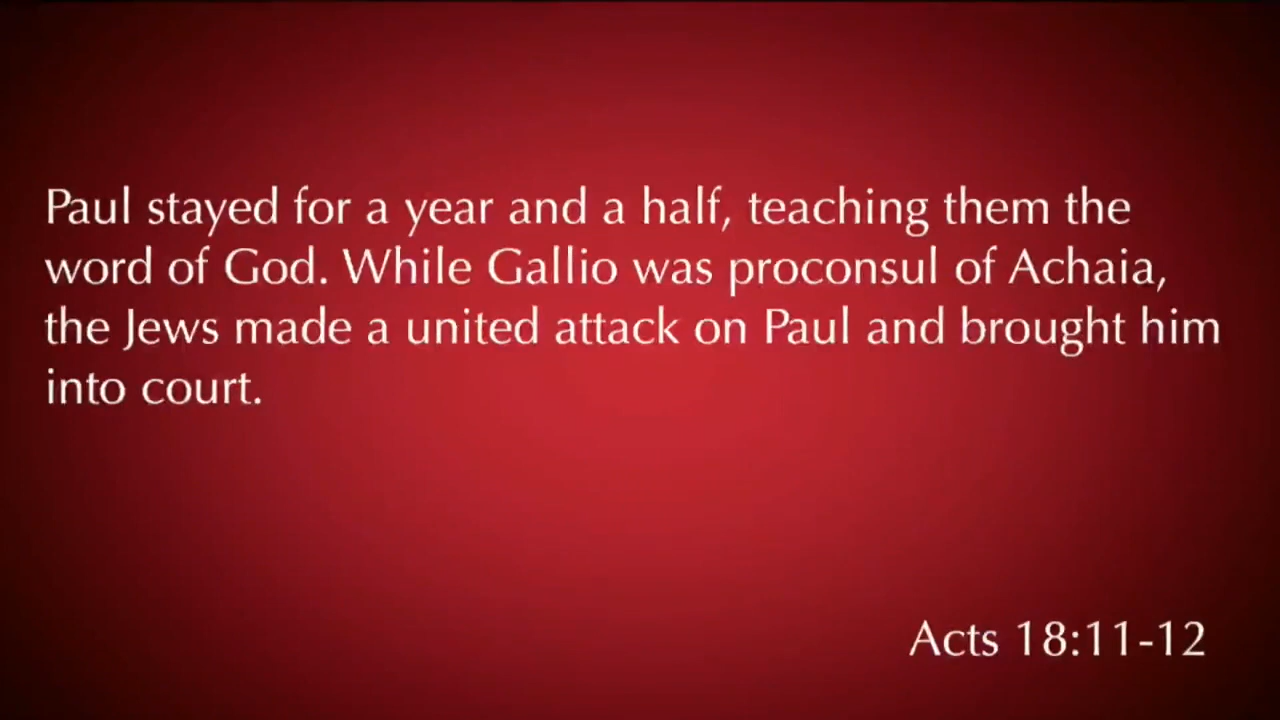 Paul stayed for a year and a half, teaching them the
word of God. While Gallio was proconsul of Achaia,
the Jews made a united attack on Paul and brought him
into court.
Acts 18:11-12